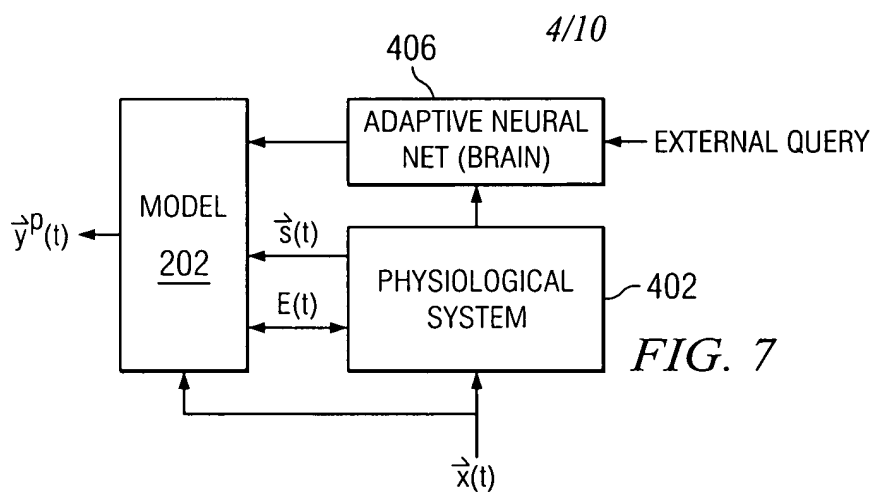 4/10
406
ADAPTIVE NEURAL
NET (BRAIN)
EXTERNAL QUERY
MODEL
202
y⃗ᵖ(t)
s⃗(t)
E(t)
PHYSIOLOGICAL
SYSTEM
402
FIG. 7
x⃗(t)